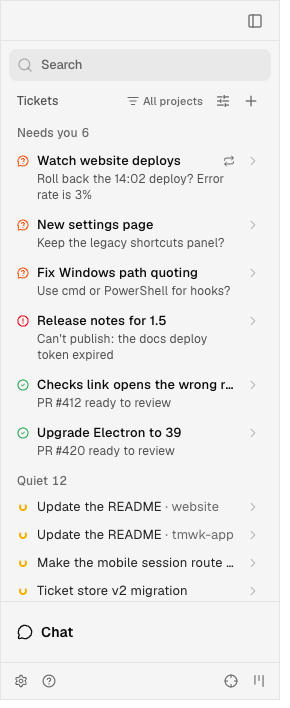 Search
Tickets
All projects
Needs you 6
Watch website deploys
Roll back the 14:02 deploy? Error
rate is 3%
New settings page
Keep the legacy shortcuts panel?
Fix Windows path quoting
Use cmd or PowerShell for hooks?
Release notes for 1.5
Can't publish: the docs deploy
token expired
Checks link opens the wrong r…
PR #412 ready to review
Upgrade Electron to 39
PR #420 ready to review
Quiet 12
Update the README · website
Update the README · tmwk-app
Make the mobile session route …
Ticket store v2 migration
Chat